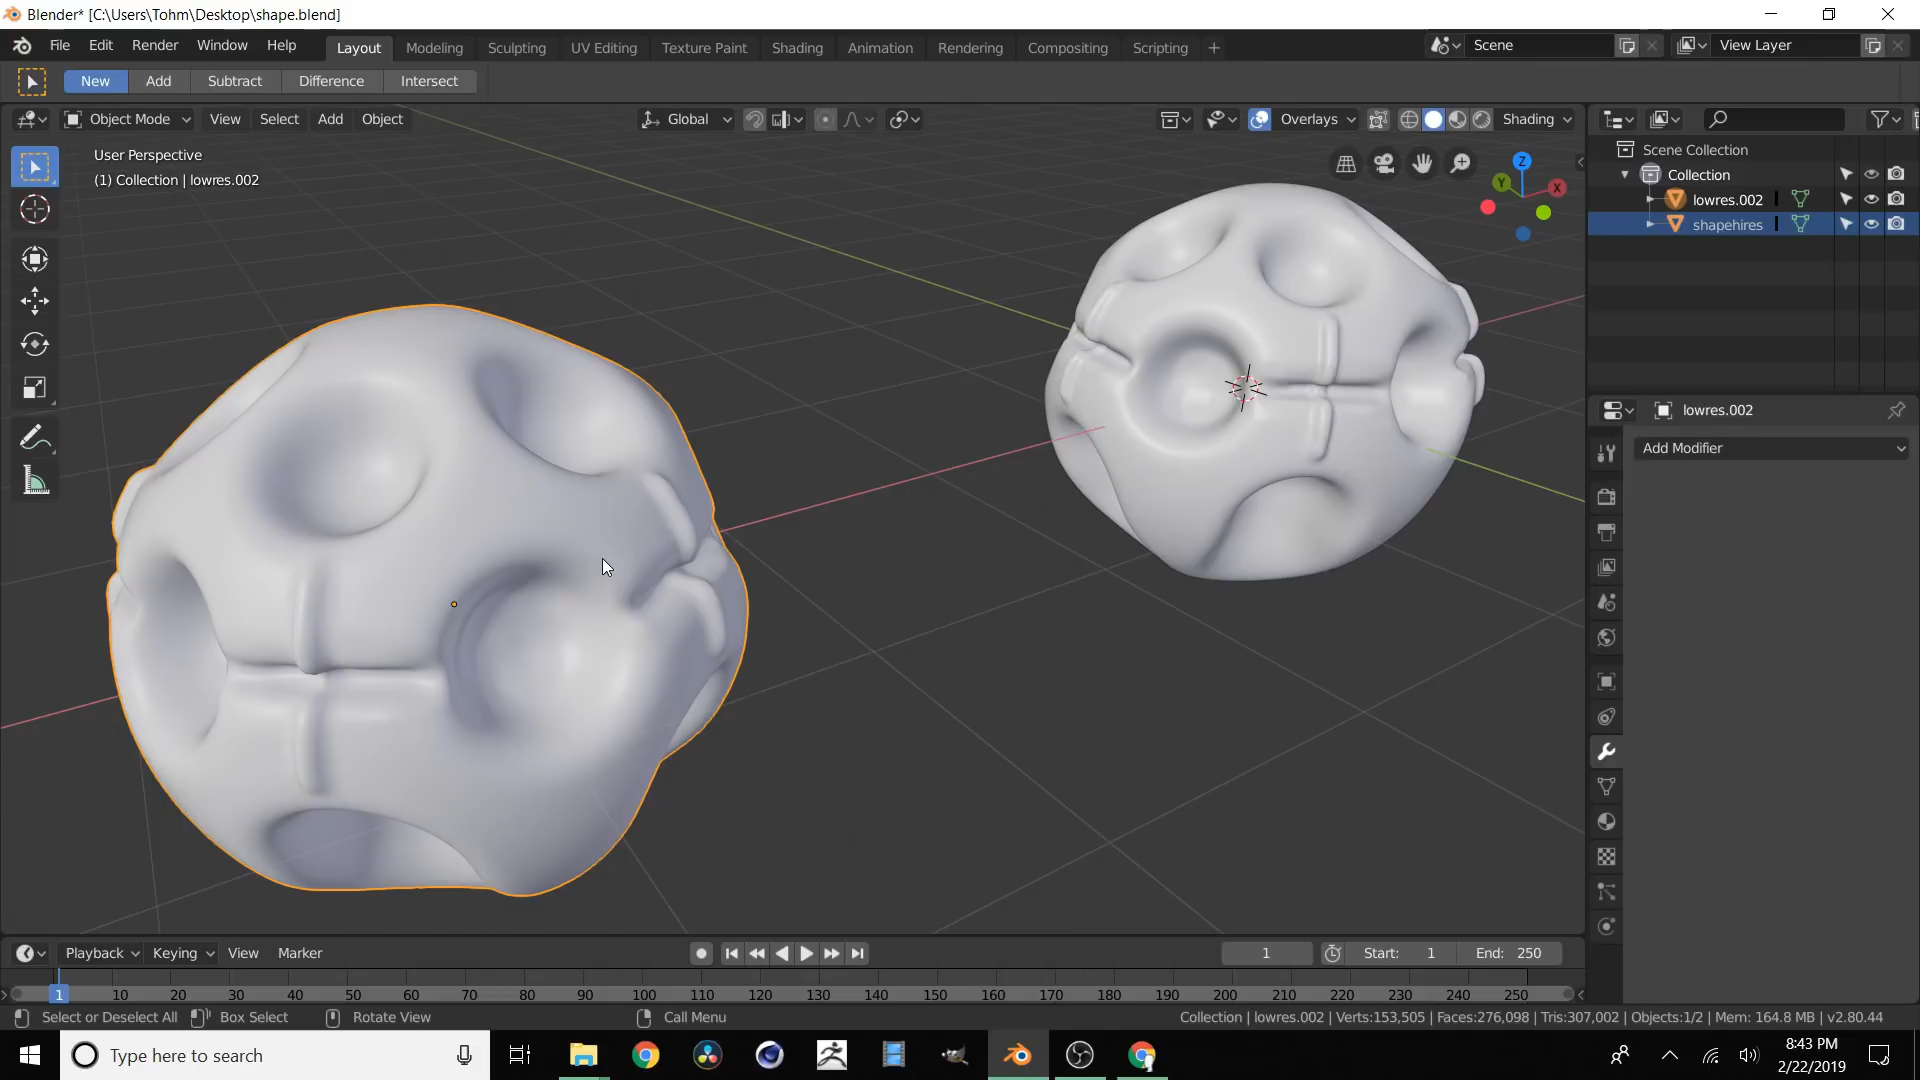 Blender* [C:\Users\Tohm\Desktop\shape.blend]
File Edit Render Window Help Layout Modeling Sculpting UV Editing Texture Paint Shading Animation Rendering Compositing Scripting + Scene View Layer
New Add Subtract Difference Intersect
Object Mode View Select Add Object Global Overlays Shading
User Perspective
(1) Collection | lowres.002
Z
Y
X
Scene Collection
Collection
lowres.002
shapehires
lowres.002
Add Modifier
Playback Keying View Marker 1 Start: 1 End: 250
1 10 20 30 40 50 60 70 80 90 100 110 120 130 140 150 160 170 180 190 200 210 220 230 240 250
Select or Deselect All Box Select Rotate View Call Menu Collection | lowres.002 | Verts:153,505 | Faces:276,098 | Tris:307,002 | Objects:1/2 | Mem: 164.8 MB | v2.80.44
Type here to search
8:43 PM
2/22/2019